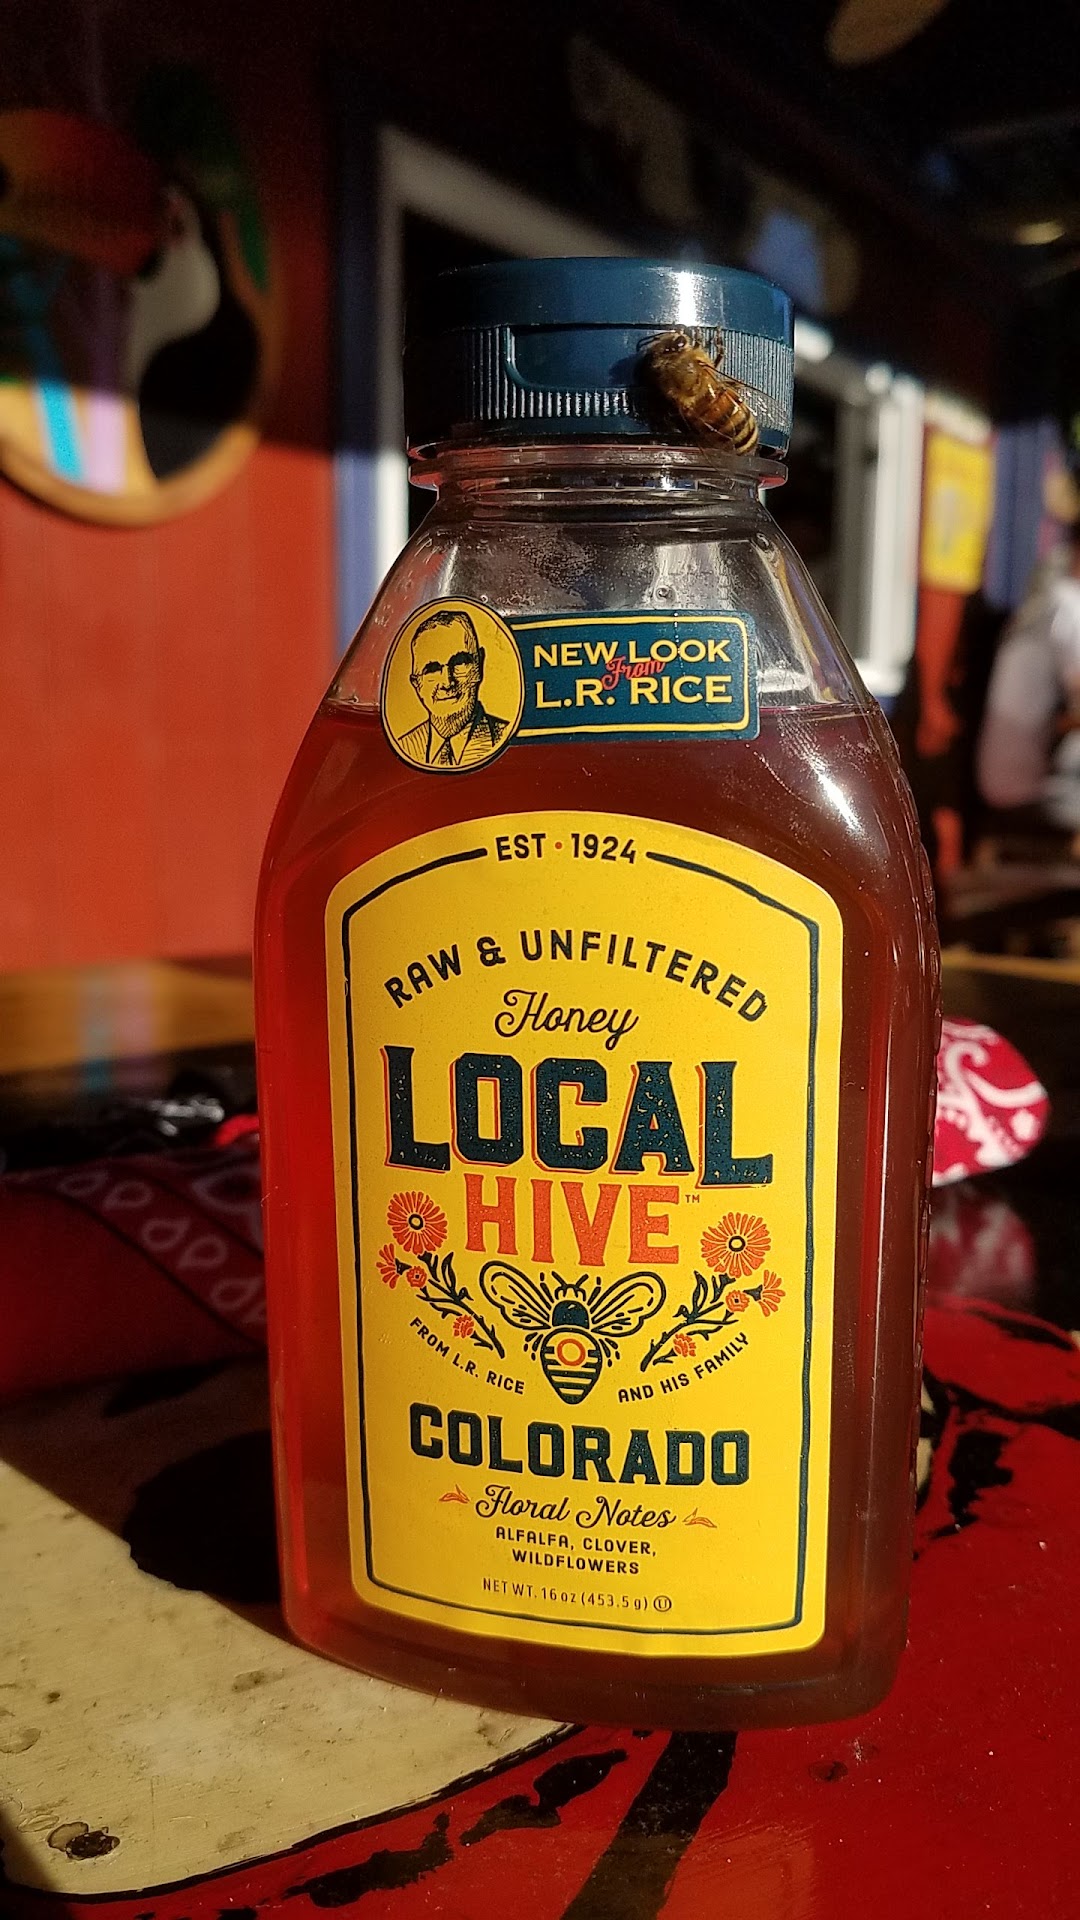 NEW LOOK
From
L.R. RICE
EST • 1924
RAW & UNFILTERED
Honey
LOCAL
HIVE™
FROM L.R. RICE AND HIS FAMILY
COLORADO
Floral Notes
ALFALFA, CLOVER,
WILDFLOWERS
NET WT. 16 oz (453.5 g) Ⓤ